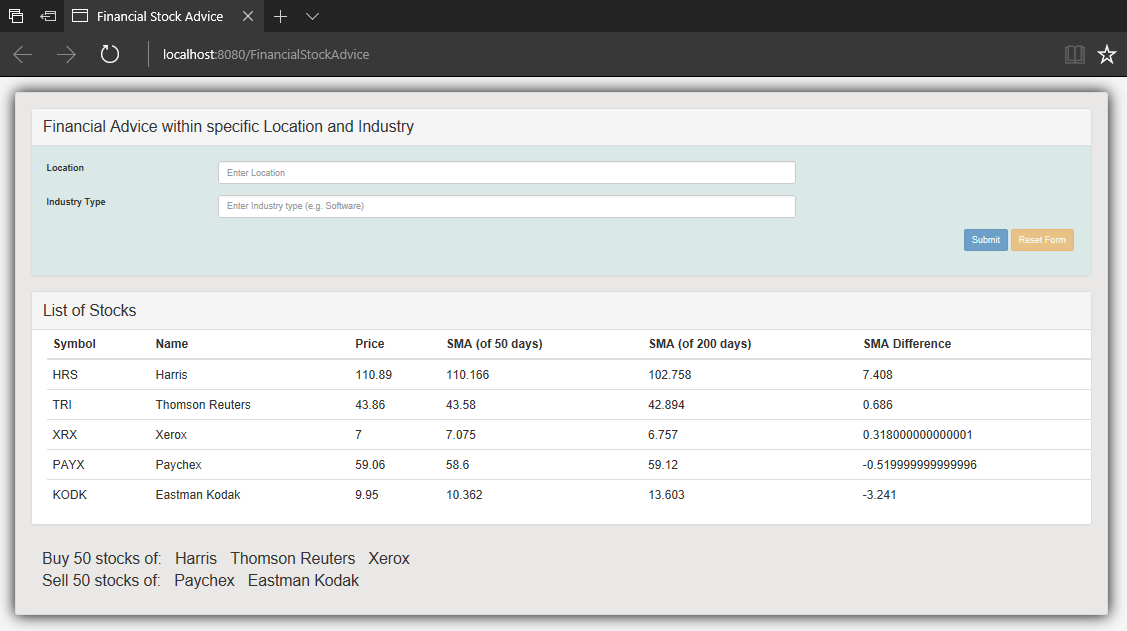 Financial Stock Advice
localhost:8080/FinancialStockAdvice
Financial Advice within specific Location and Industry
Location Enter Location
Industry Type Enter Industry type (e.g. Software)
Submit Reset Form
List of Stocks
Symbol Name Price SMA (of 50 days) SMA (of 200 days) SMA Difference
HRS Harris 110.89 110.166 102.758 7.408
TRI Thomson Reuters 43.86 43.58 42.894 0.686
XRX Xerox 7 7.075 6.757 0.318000000000001
PAYX Paychex 59.06 58.6 59.12 -0.519999999999996
KODK Eastman Kodak 9.95 10.362 13.603 -3.241
Buy 50 stocks of: Harris Thomson Reuters Xerox
Sell 50 stocks of: Paychex Eastman Kodak